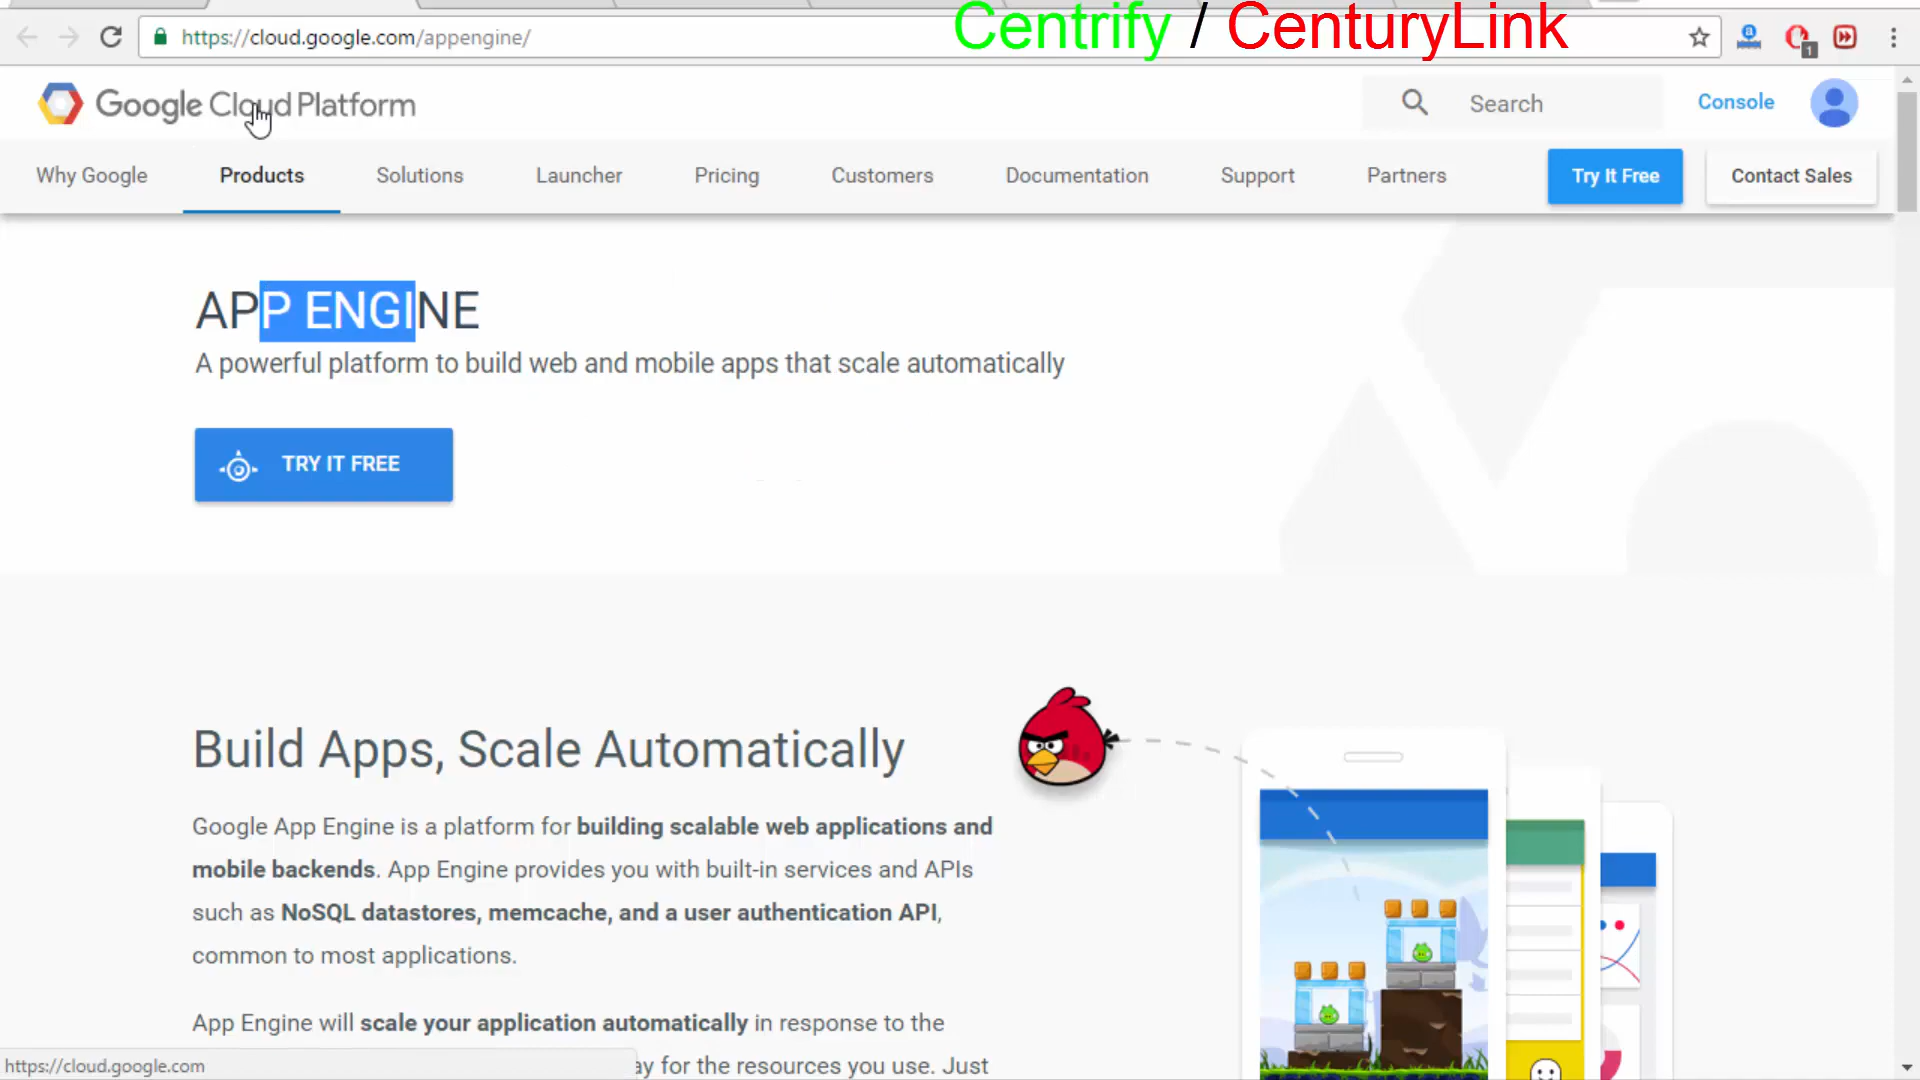 Centrify / CenturyLink
https://cloud.google.com/appengine/
1
Google Cloud Platform
Search
Console
Why Google
Products
Solutions
Launcher
Pricing
Customers
Documentation
Support
Partners
Try It Free
Contact Sales
APP ENGINE
A powerful platform to build web and mobile apps that scale automatically
TRY IT FREE
Build Apps, Scale Automatically
Google App Engine is a platform for building scalable web applications and
mobile backends. App Engine provides you with built-in services and APIs
such as NoSQL datastores, memcache, and a user authentication API,
common to most applications.
App Engine will scale your application automatically in response to the
ay for the resources you use. Just
https://cloud.google.com